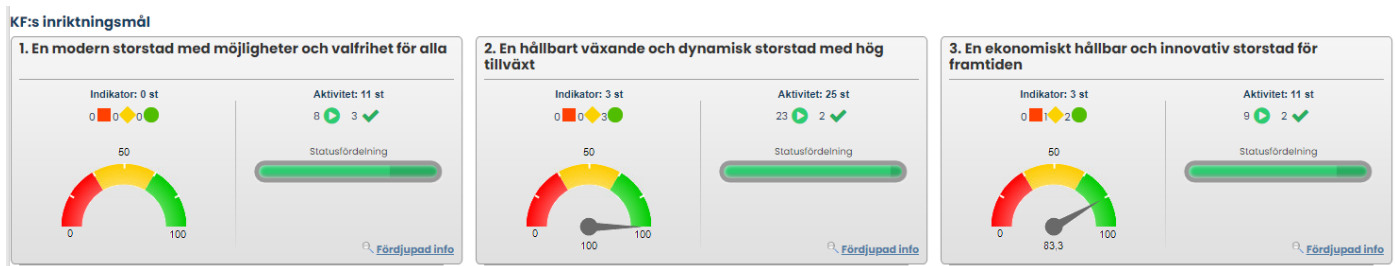 KF:s inriktningsmål
1. En modern storstad med möjligheter och valfrihet för alla
Indikator: 0 st
0 0 0
Aktivitet: 11 st
8 3
Statusfördelning
50
0
100
Fördjupad info
2. En hållbart växande och dynamisk storstad med hög
tillväxt
Indikator: 3 st
0 0 3
Aktivitet: 25 st
23 2
Statusfördelning
50
0
100
100
Fördjupad info
3. En ekonomiskt hållbar och innovativ storstad för
framtiden
Indikator: 3 st
0 1 2
Aktivitet: 11 st
9 2
Statusfördelning
50
0
100
83,3
Fördjupad info